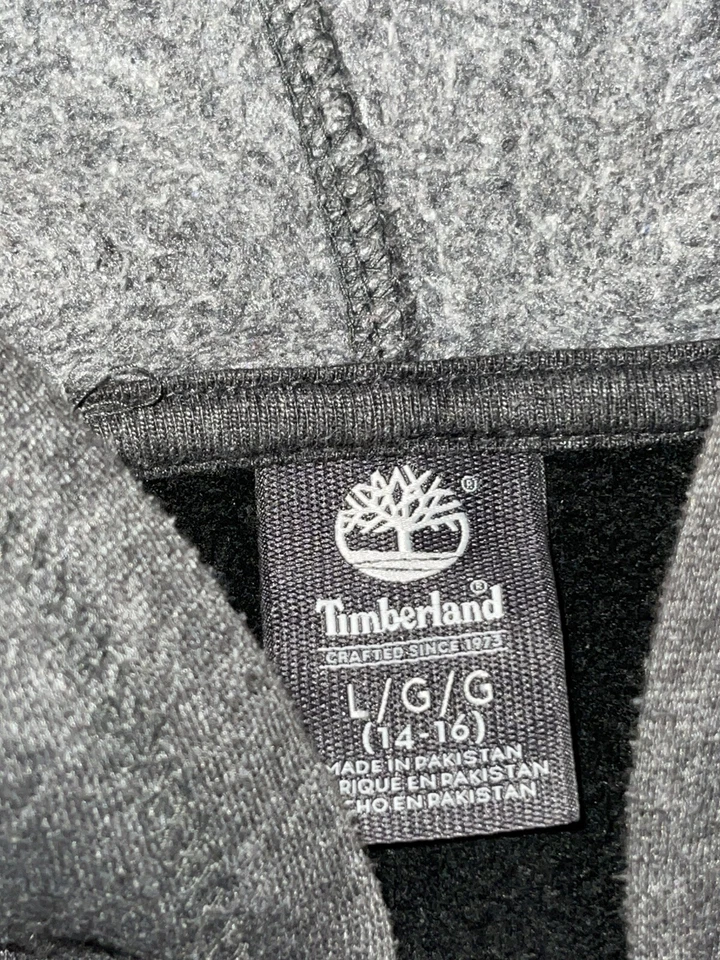 ®
Timberland®
CRAFTED SINCE 1973
L/G/G
(14-16)
MADE IN PAKISTAN
RIQUE EN PAKISTAN
CHO EN PAKISTAN